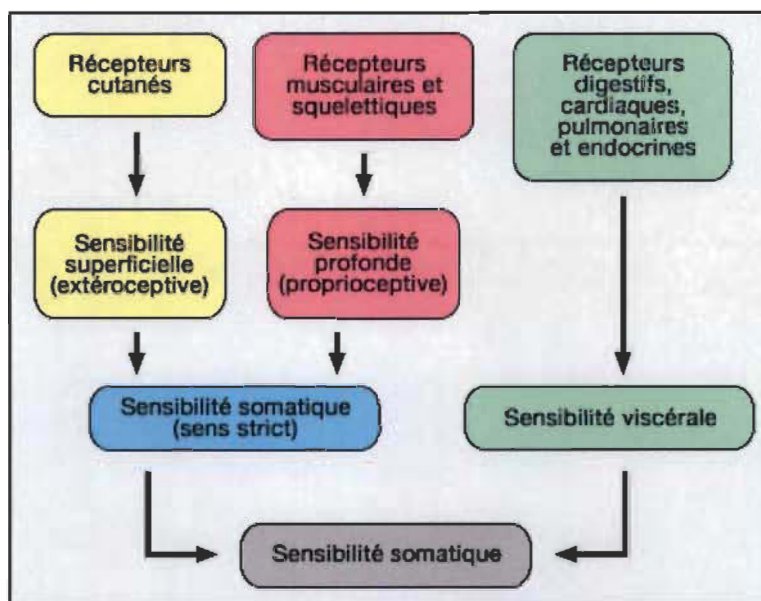 Récepteurs
cutanés
Récepteurs
musculaires et
squelettiques
Récepteurs
digestifs,
cardiaques,
pulmonaires
et endocrines
Sensibilité
superficielle
(extéroceptive)
Sensibilité
profonde
(proprioceptive)
Sensibilité somatique
(sens strict)
Sensibilité viscérale
Sensibilité somatique